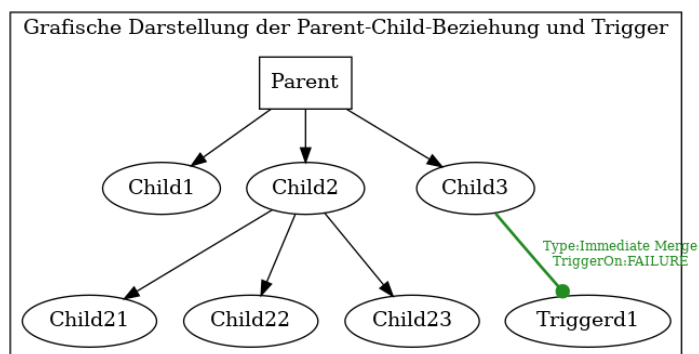 Grafische Darstellung der Parent-Child-Beziehung und Trigger
Parent
Child1
Child2
Child3
Type:Immediate Merge
TriggerOn:FAILURE
Child21
Child22
Child23
Triggerd1